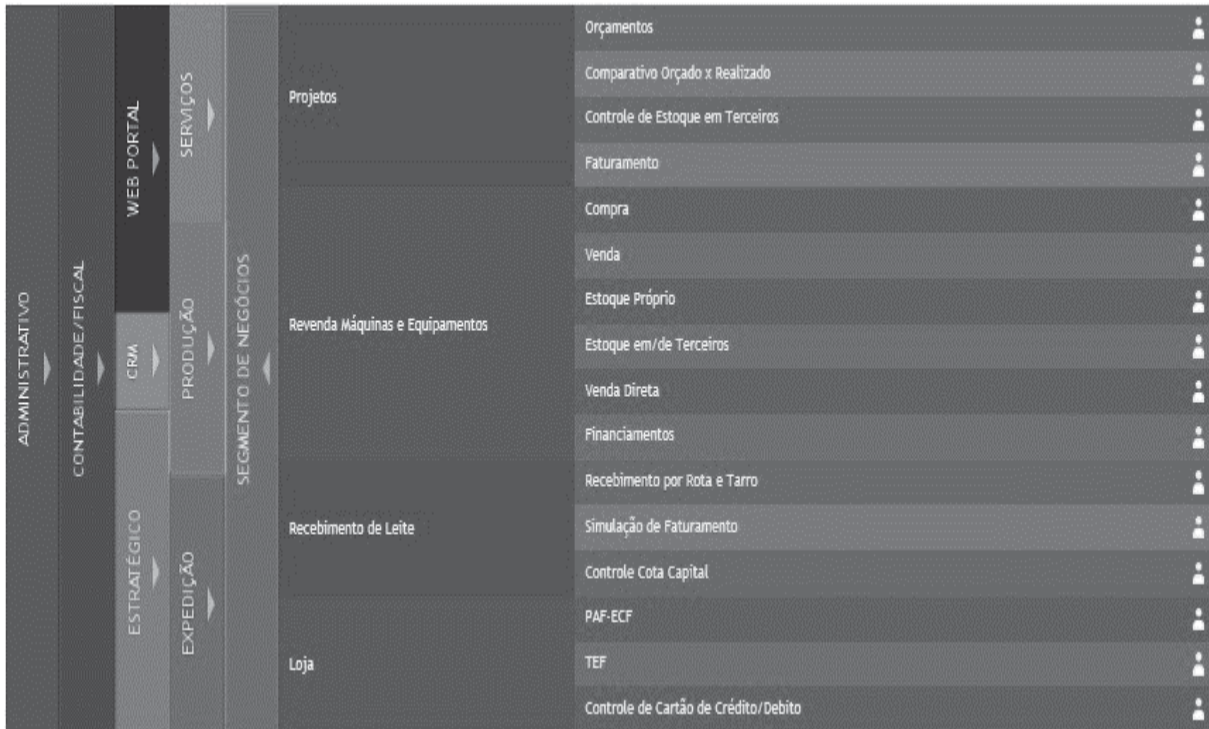 ADMINISTRATIVO
CONTABILIDADE/FISCAL
WEB PORTAL
CRM
ESTRATÉGICO
SERVIÇOS
PRODUÇÃO
EXPEDIÇÃO
SEGMENTO DE NEGÓCIOS
Projetos
Orçamentos
Comparativo Orçado x Realizado
Controle de Estoque em Terceiros
Faturamento
Revenda Máquinas e Equipamentos
Compra
Venda
Estoque Próprio
Estoque em/de Terceiros
Venda Direta
Financiamentos
Recebimento de Leite
Recebimento por Rota e Tarro
Simulação de Faturamento
Controle Cota Capital
Loja
PAF-ECF
TEF
Controle de Cartão de Crédito/Debito